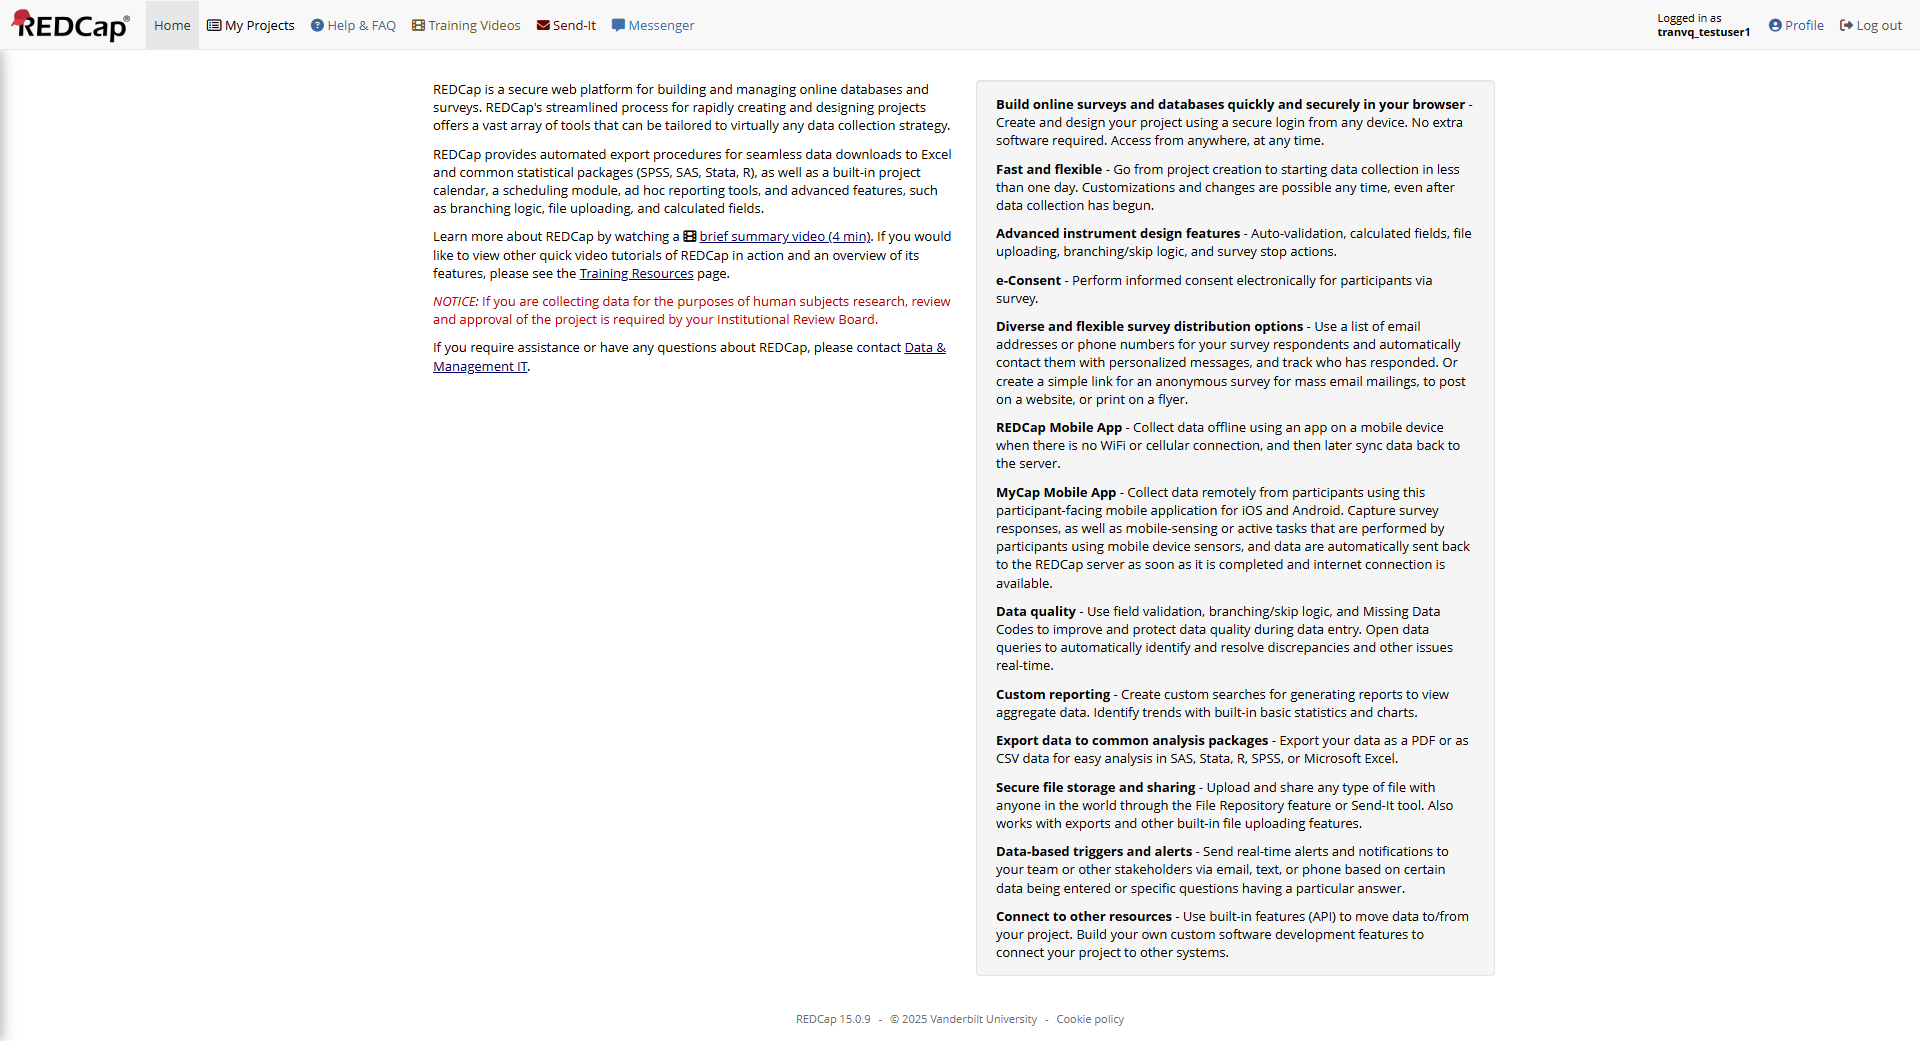 REDCap®
Home
My Projects
Help & FAQ
Training Videos
Send-It
Messenger
Logged in as
tranvq_testuser1
Profile
Log out
REDCap is a secure web platform for building and managing online databases and
surveys. REDCap's streamlined process for rapidly creating and designing projects
offers a vast array of tools that can be tailored to virtually any data collection strategy.
REDCap provides automated export procedures for seamless data downloads to Excel
and common statistical packages (SPSS, SAS, Stata, R), as well as a built-in project
calendar, a scheduling module, ad hoc reporting tools, and advanced features, such
as branching logic, file uploading, and calculated fields.
Learn more about REDCap by watching a brief summary video (4 min). If you would
like to view other quick video tutorials of REDCap in action and an overview of its
features, please see the Training Resources page.
NOTICE: If you are collecting data for the purposes of human subjects research, review
and approval of the project is required by your Institutional Review Board.
If you require assistance or have any questions about REDCap, please contact Data &
Management IT.
Build online surveys and databases quickly and securely in your browser -
Create and design your project using a secure login from any device. No extra
software required. Access from anywhere, at any time.
Fast and flexible - Go from project creation to starting data collection in less
than one day. Customizations and changes are possible any time, even after
data collection has begun.
Advanced instrument design features - Auto-validation, calculated fields, file
uploading, branching/skip logic, and survey stop actions.
e-Consent - Perform informed consent electronically for participants via
survey.
Diverse and flexible survey distribution options - Use a list of email
addresses or phone numbers for your survey respondents and automatically
contact them with personalized messages, and track who has responded. Or
create a simple link for an anonymous survey for mass email mailings, to post
on a website, or print on a flyer.
REDCap Mobile App - Collect data offline using an app on a mobile device
when there is no WiFi or cellular connection, and then later sync data back to
the server.
MyCap Mobile App - Collect data remotely from participants using this
participant-facing mobile application for iOS and Android. Capture survey
responses, as well as mobile-sensing or active tasks that are performed by
participants using mobile device sensors, and data are automatically sent back
to the REDCap server as soon as it is completed and internet connection is
available.
Data quality - Use field validation, branching/skip logic, and Missing Data
Codes to improve and protect data quality during data entry. Open data
queries to automatically identify and resolve discrepancies and other issues
real-time.
Custom reporting - Create custom searches for generating reports to view
aggregate data. Identify trends with built-in basic statistics and charts.
Export data to common analysis packages - Export your data as a PDF or as
CSV data for easy analysis in SAS, Stata, R, SPSS, or Microsoft Excel.
Secure file storage and sharing - Upload and share any type of file with
anyone in the world through the File Repository feature or Send-It tool. Also
works with exports and other built-in file uploading features.
Data-based triggers and alerts - Send real-time alerts and notifications to
your team or other stakeholders via email, text, or phone based on certain
data being entered or specific questions having a particular answer.
Connect to other resources - Use built-in features (API) to move data to/from
your project. Build your own custom software development features to
connect your project to other systems.
REDCap 15.0.9 - © 2025 Vanderbilt University - Cookie policy